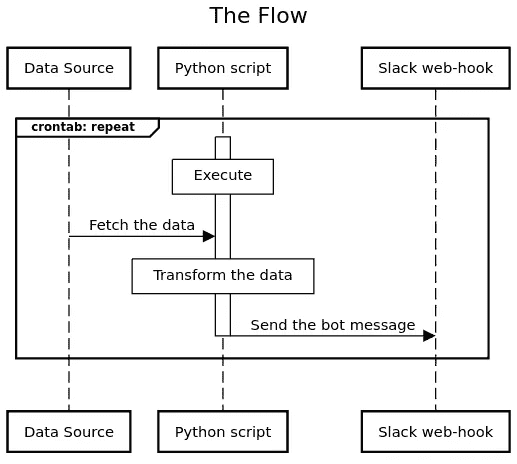 The Flow
Data Source
Python script
Slack web-hook
crontab: repeat
Execute
Fetch the data
Transform the data
Send the bot message
Data Source
Python script
Slack web-hook